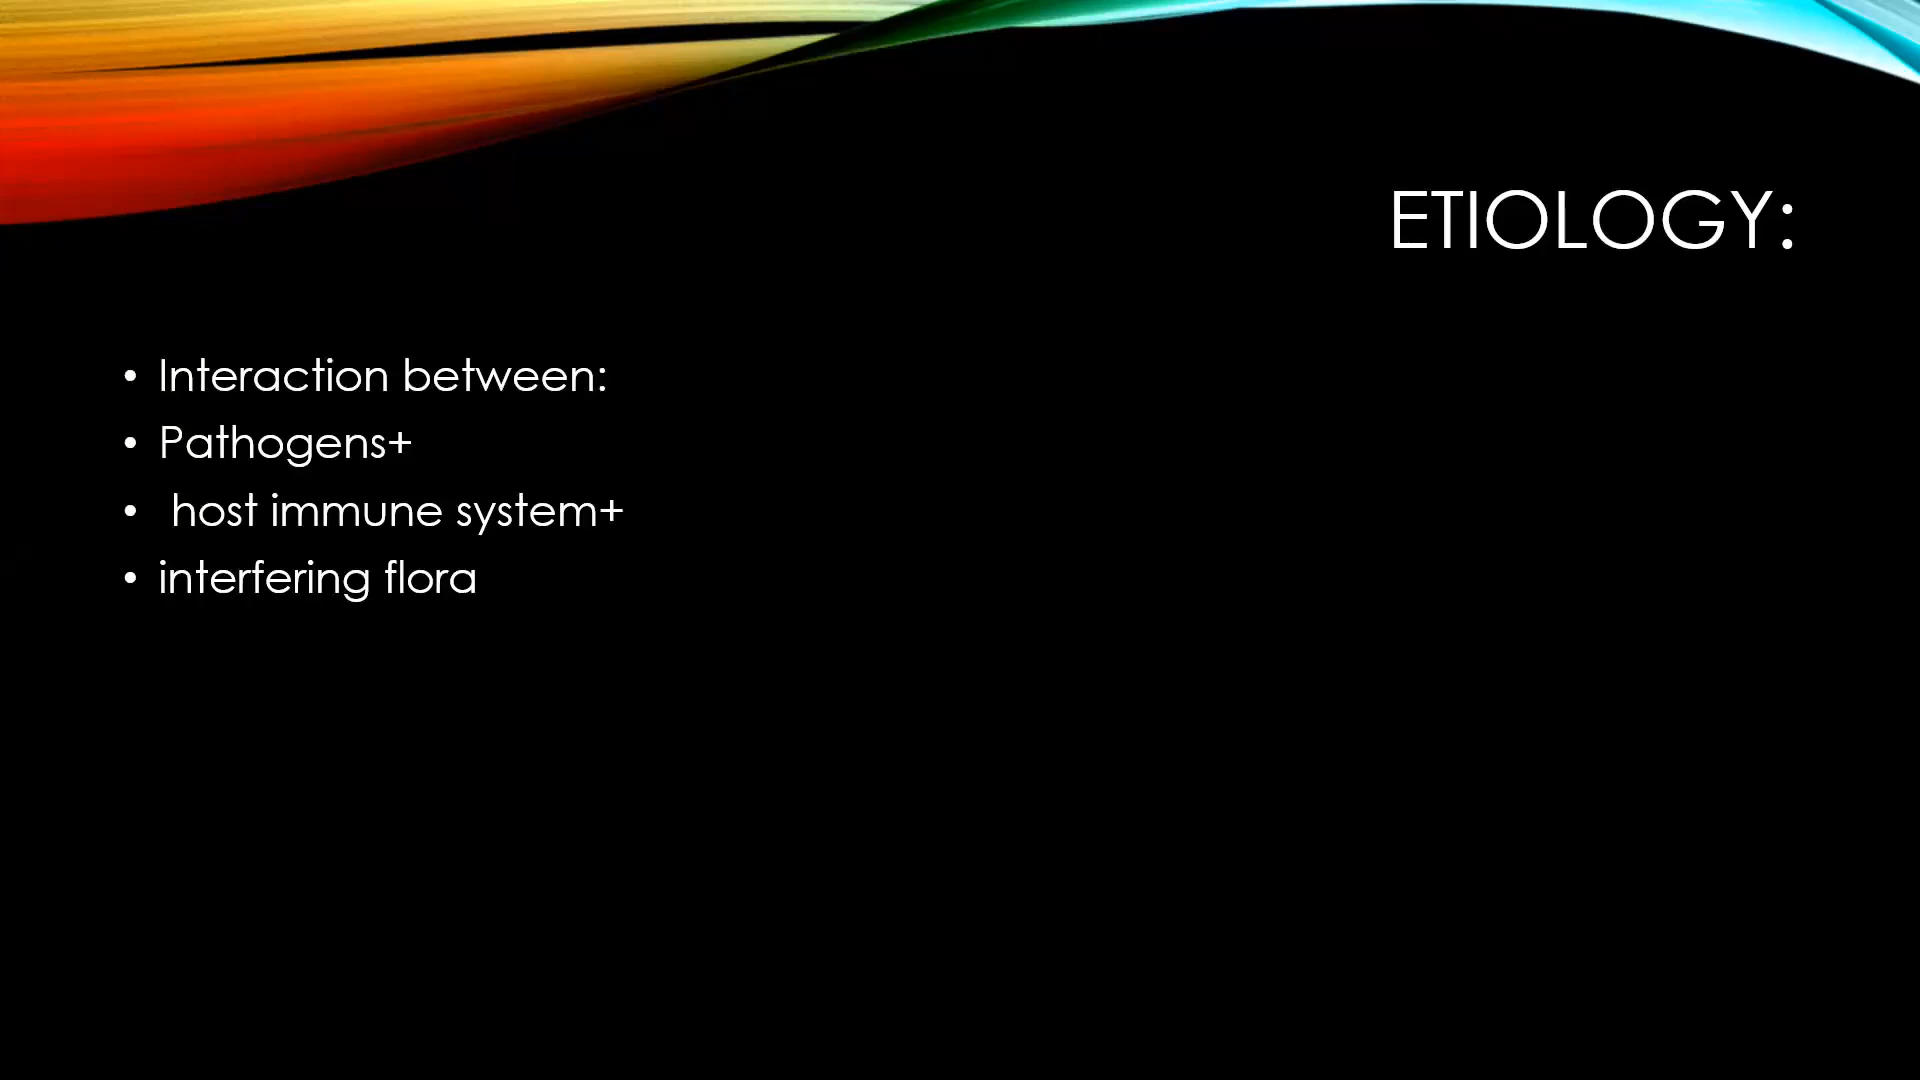 ETIOLOGY:
• Interaction between:
• Pathogens+
• host immune system+
• interfering flora